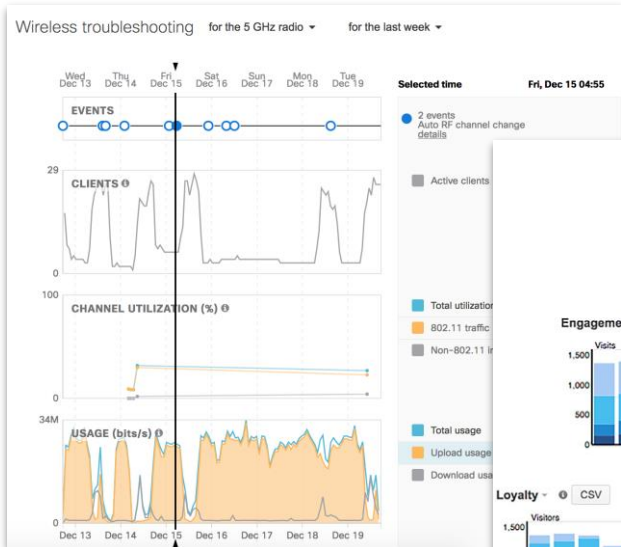 Wireless troubleshooting for the 5 GHz radio for the last week
Wed Thu Fri Sat Sun Mon Tue
Dec 13 Dec 14 Dec 15 Dec 16 Dec 17 Dec 18 Dec 19
Selected time Fri, Dec 15 04:55
EVENTS
2 events
Auto RF channel change
details
29
CLIENTS
0
Active clients
100
CHANNEL UTILIZATION (%)
0
Total utilization
802.11 traffic
Non-802.11
34M
USAGE (bits/s)
0
Total usage
Upload usage
Download
Dec 13 Dec 14 Dec 15 Dec 16 Dec 17 Dec 18 Dec 19
Engageme
Visits
1,500
1,000
500
0
Loyalty CSV
Visitors
1,500